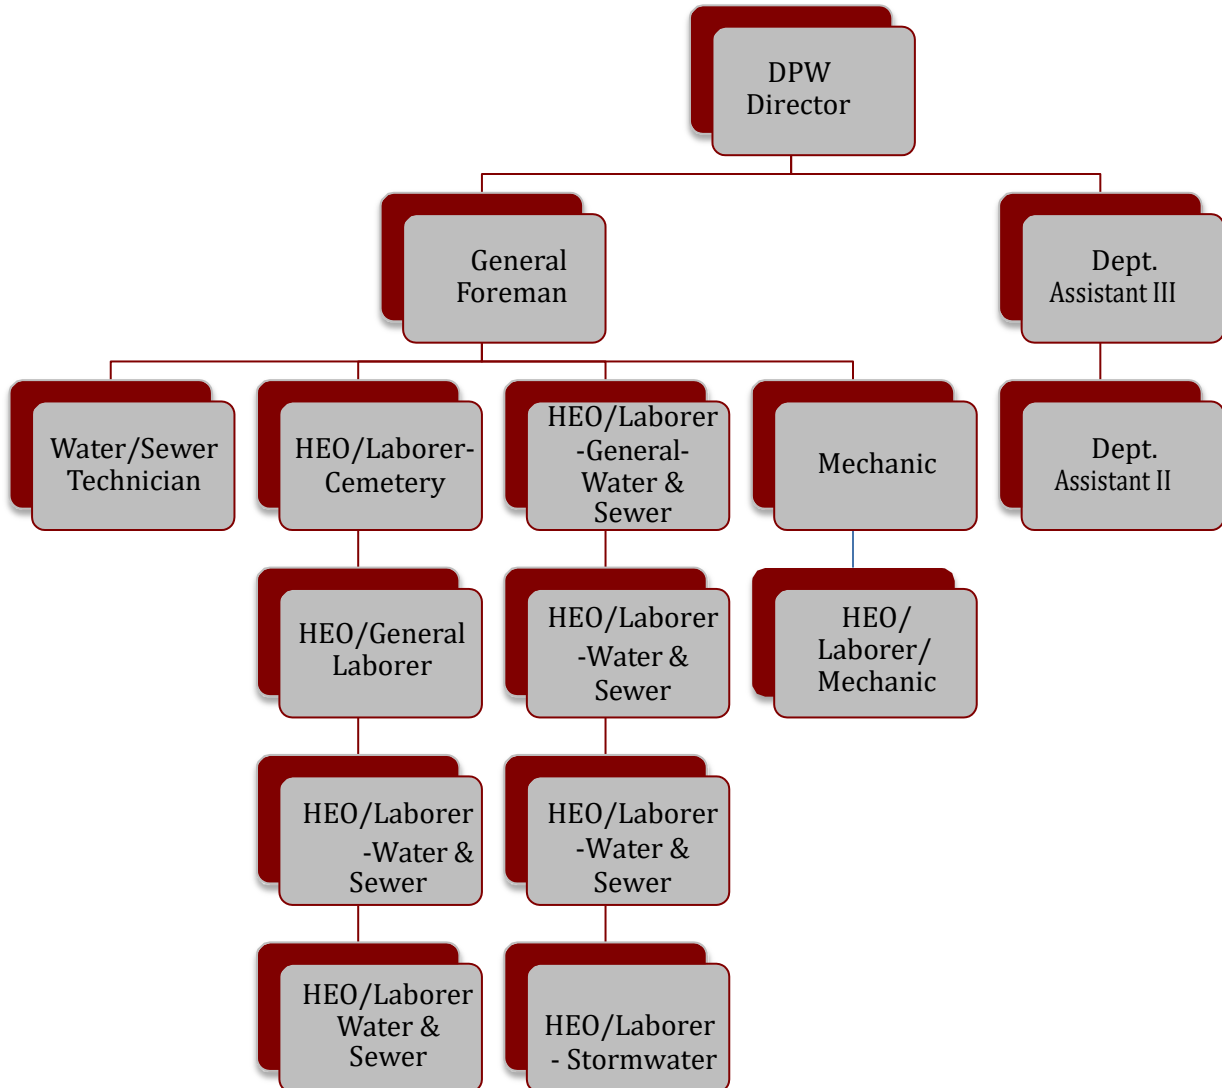 DPW
Director
General
Foreman
Dept.
Assistant III
Water/Sewer
Technician
HEO/Laborer-
Cemetery
HEO/Laborer
-General-
Water &
Sewer
Mechanic
Dept.
Assistant II
HEO/General
Laborer
HEO/Laborer
-Water &
Sewer
HEO/
Laborer/
Mechanic
HEO/Laborer
-Water &
Sewer
HEO/Laborer
-Water &
Sewer
HEO/Laborer
Water &
Sewer
HEO/Laborer
- Stormwater